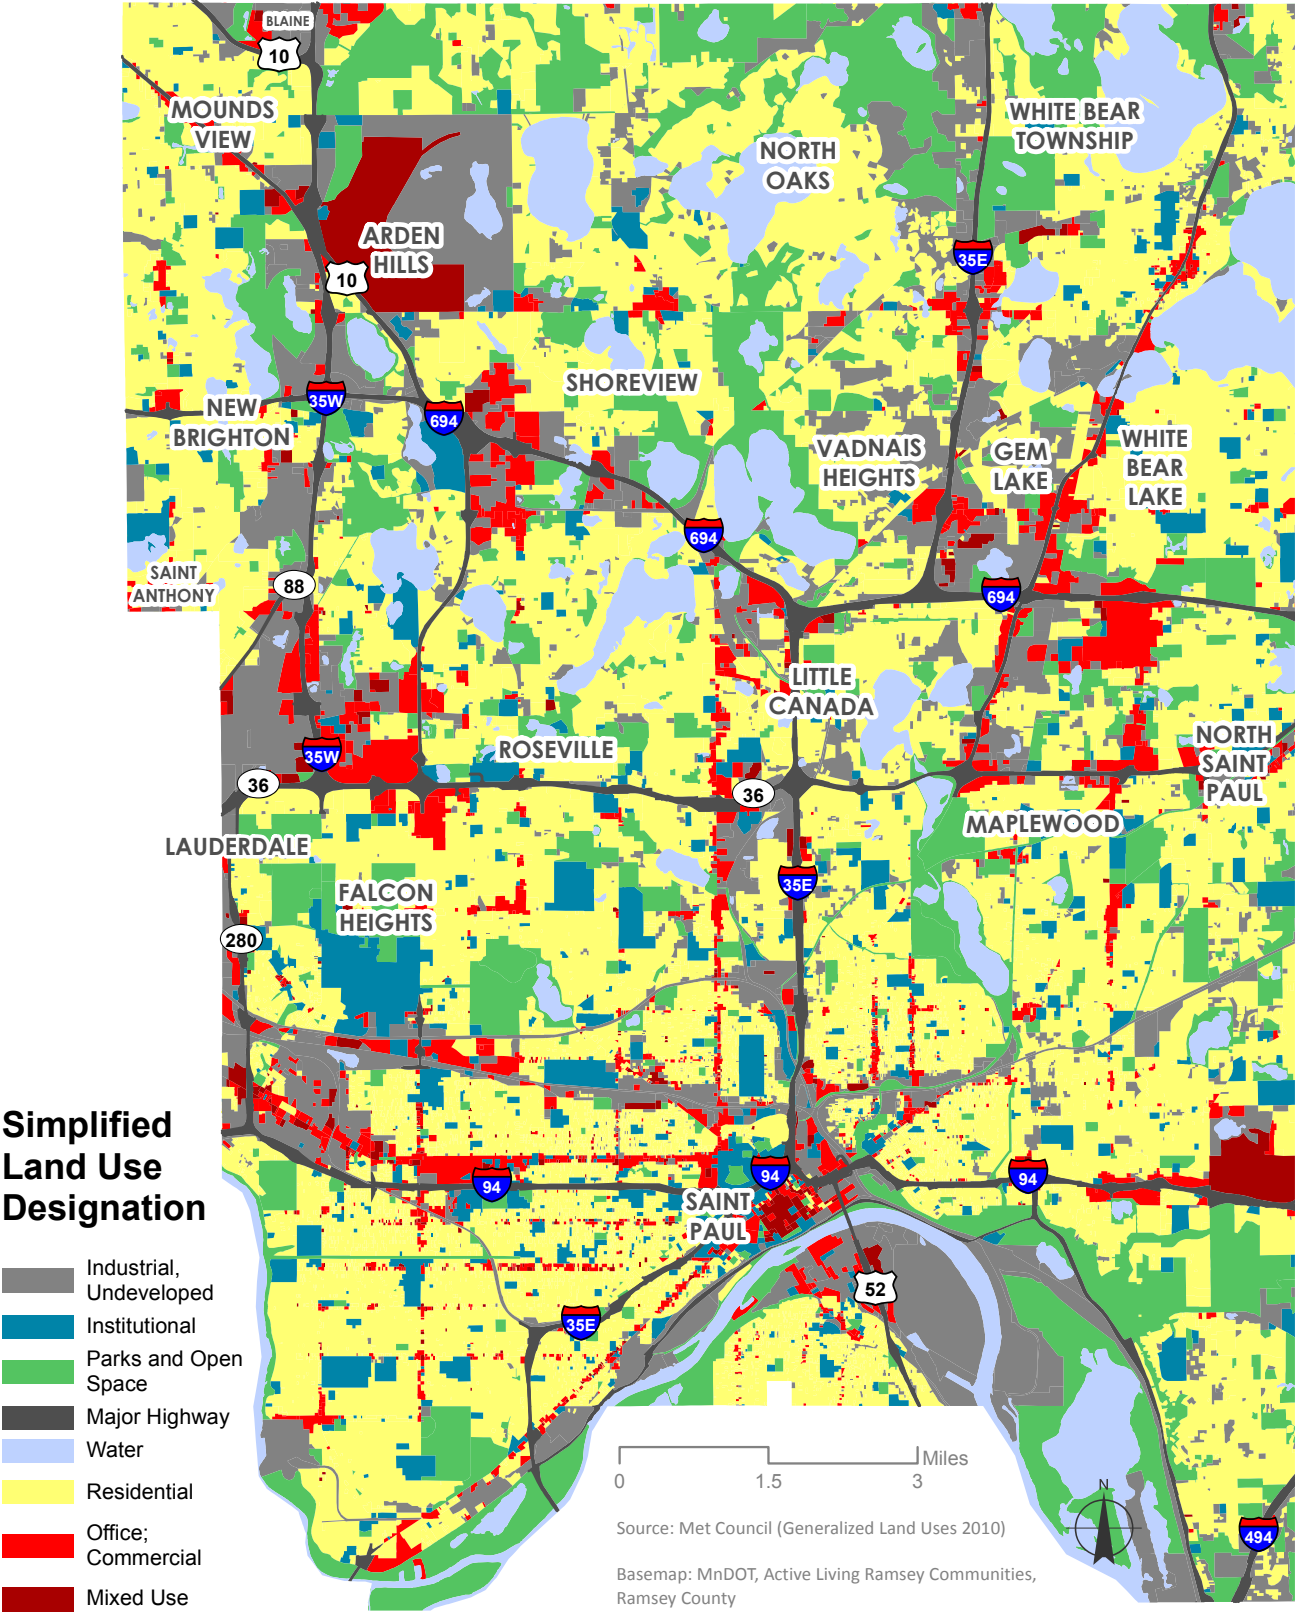 BLAINE
10
MOUNDS
VIEW
WHITE BEAR
TOWNSHIP
NORTH
OAKS
ARDEN
HILLS
10
35E
SHOREVIEW
35W
694
NEW
BRIGHTON
VADNAIS
HEIGHTS
GEM
LAKE
WHITE
BEAR
LAKE
694
SAINT
ANTHONY
88
694
LITTLE
CANADA
ROSEVILLE
35W
36
36
NORTH
SAINT
PAUL
MAPLEWOOD
LAUDERDALE
35E
FALCON
HEIGHTS
280
94
94
94
SAINT
PAUL
52
35E
494
Simplified
Land Use
Designation
Industrial,
Undeveloped
Institutional
Parks and Open
Space
Major Highway
Water
Residential
Office;
Commercial
Mixed Use
Miles
0 1.5 3
N
Source: Met Council (Generalized Land Uses 2010)
Basemap: MnDOT, Active Living Ramsey Communities,
Ramsey County